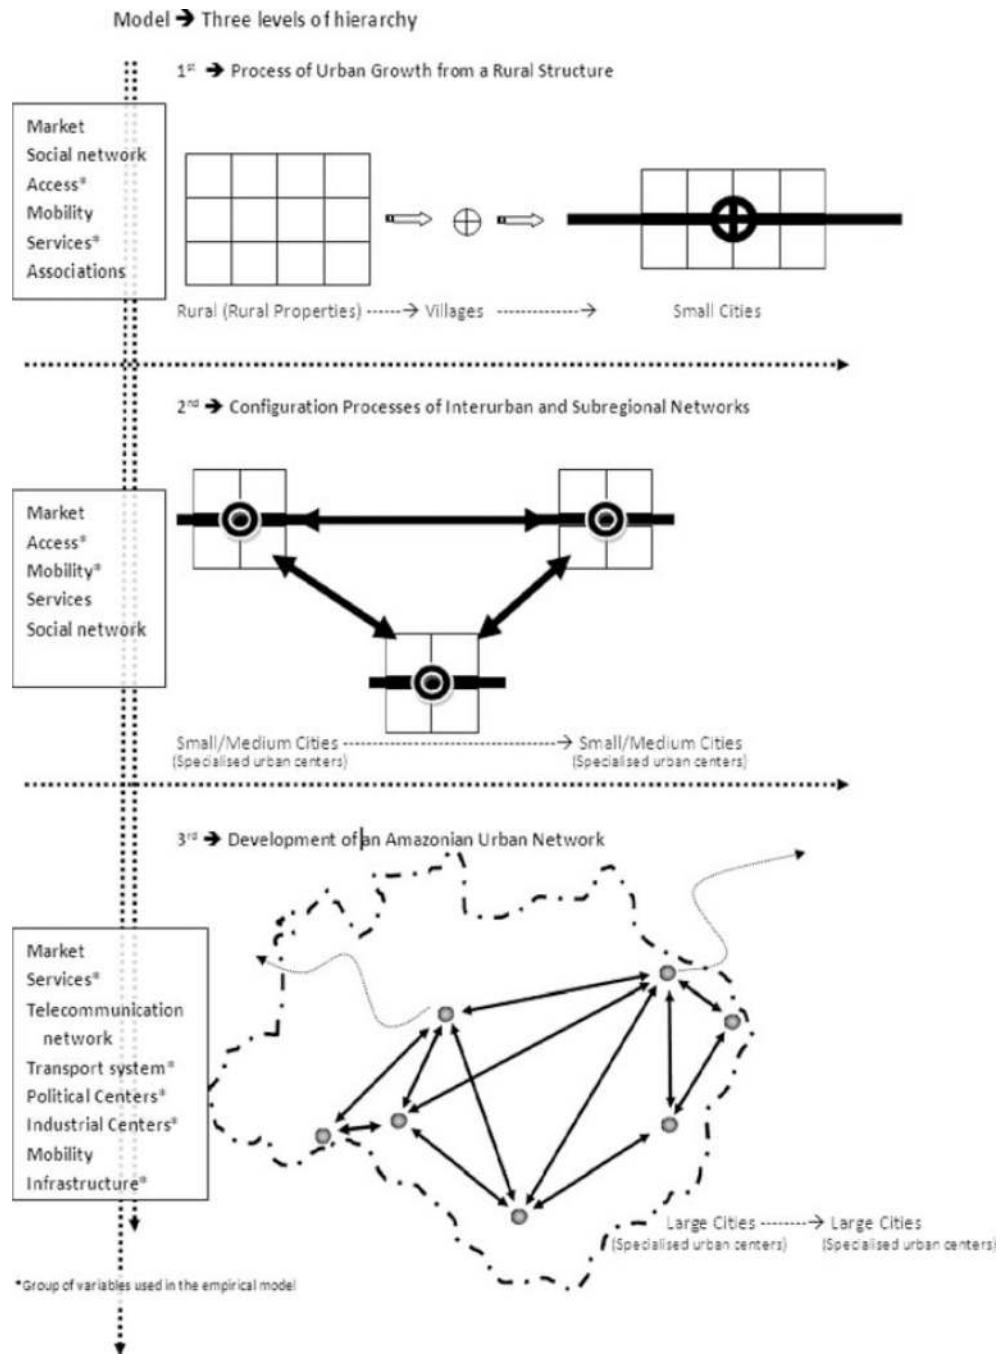 Model ➔ Three levels of hierarchy
1st ➔ Process of Urban Growth from a Rural Structure
Market
Social network
Access*
Mobility
Services*
Associations
Rural (Rural Properties) ------→ Villages ------------→ Small Cities
2nd ➔ Configuration Processes of Interurban and Subregional Networks
Market
Access*
Mobility*
Services
Social network
Small/Medium Cities ------------------------→ Small/Medium Cities
(Specialised urban centers) (Specialised urban centers)
3rd ➔ Development of an Amazonian Urban Network
Market
Services*
Telecommunication
network
Transport system*
Political Centers*
Industrial Centers*
Mobility
Infrastructure*
Large Cities ----------→ Large Cities
(Specialised urban centers) (Specialised urban centers)
*Group of variables used in the empirical model